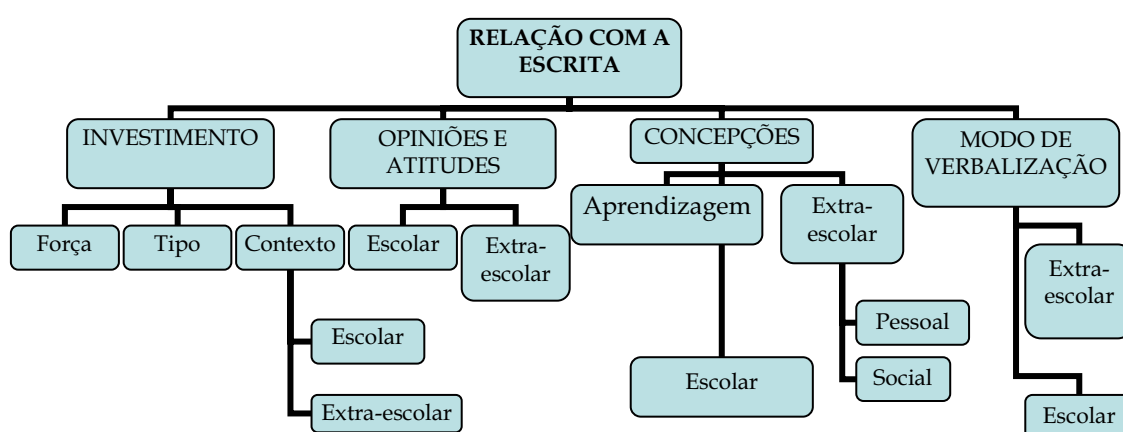 RELAÇÃO COM A
ESCRITA
INVESTIMENTO
OPINIÕES E
ATITUDES
CONCEPÇÕES
MODO DE
VERBALIZAÇÃO
Força
Tipo
Contexto
Escolar
Extra-
escolar
Aprendizagem
Extra-
escolar
Extra-
escolar
Escolar
Extra-escolar
Escolar
Pessoal
Social
Escolar